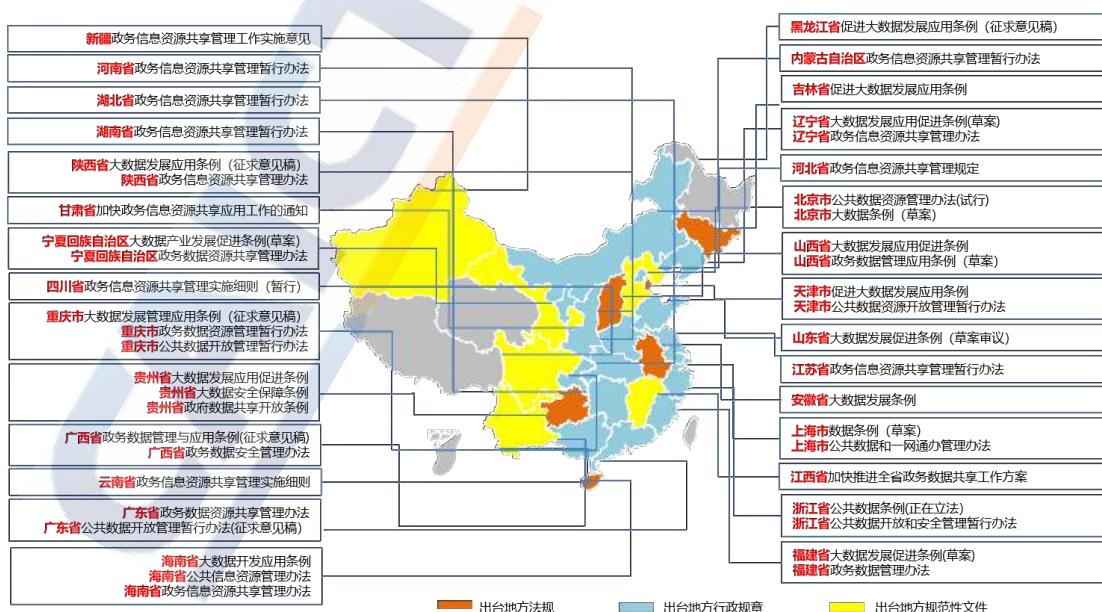 新疆政务信息资源共享管理工作实施意见
河南省政务信息资源共享管理暂行办法
湖北省政务信息资源共享管理暂行办法
湖南省政务信息资源共享管理暂行办法
陕西省大数据发展应用条例（征求意见稿）
陕西省政务信息资源共享管理办法
甘肃省加快政务信息资源共享应用工作的通知
宁夏回族自治区大数据产业发展促进条例(草案)
宁夏回族自治区政务数据资源共享管理办法
四川省政务信息资源共享管理实施细则（暂行）
重庆市大数据发展管理应用条例（征求意见稿）
重庆市政务数据资源管理暂行办法
重庆市公共数据开放管理暂行办法
贵州省大数据发展应用促进条例
贵州省大数据安全保障条例
贵州省政府数据共享开放条例
广西省政务数据管理与应用条例(征求意见稿)
广西省政务数据安全管理办法
云南省政务信息资源共享管理实施细则
广东省政务数据资源共享管理办法
广东省公共数据开放管理暂行办法(征求意见稿)
海南省大数据开发应用条例
海南省公共信息资源管理办法
海南省政务信息资源共享管理办法
黑龙江省促进大数据发展应用条例（征求意见稿）
内蒙古自治区政务信息资源共享管理暂行办法
吉林省促进大数据发展应用条例
辽宁省大数据发展应用促进条例(草案)
辽宁省政务信息资源共享管理办法
河北省政务信息资源共享管理规定
北京市公共数据资源管理办法(试行)
北京市大数据条例（草案）
山西省大数据发展应用促进条例
山西省政务数据管理应用条例（草案）
天津市促进大数据发展应用条例
天津市公共数据资源开放管理暂行办法
山东省大数据发展促进条例（草案审议）
江苏省政务信息资源共享管理暂行办法
安徽省大数据发展条例
上海市数据条例（草案）
上海市公共数据和一网通办管理办法
江西省加快推进全省政务数据共享工作方案
浙江省公共数据条例(正在立法)
浙江省公共数据开放和安全管理暂行办法
福建省大数据发展促进条例(草案)
福建省政务数据管理办法
出台地方法规
出台地方行政规章
出台地方规范性文件